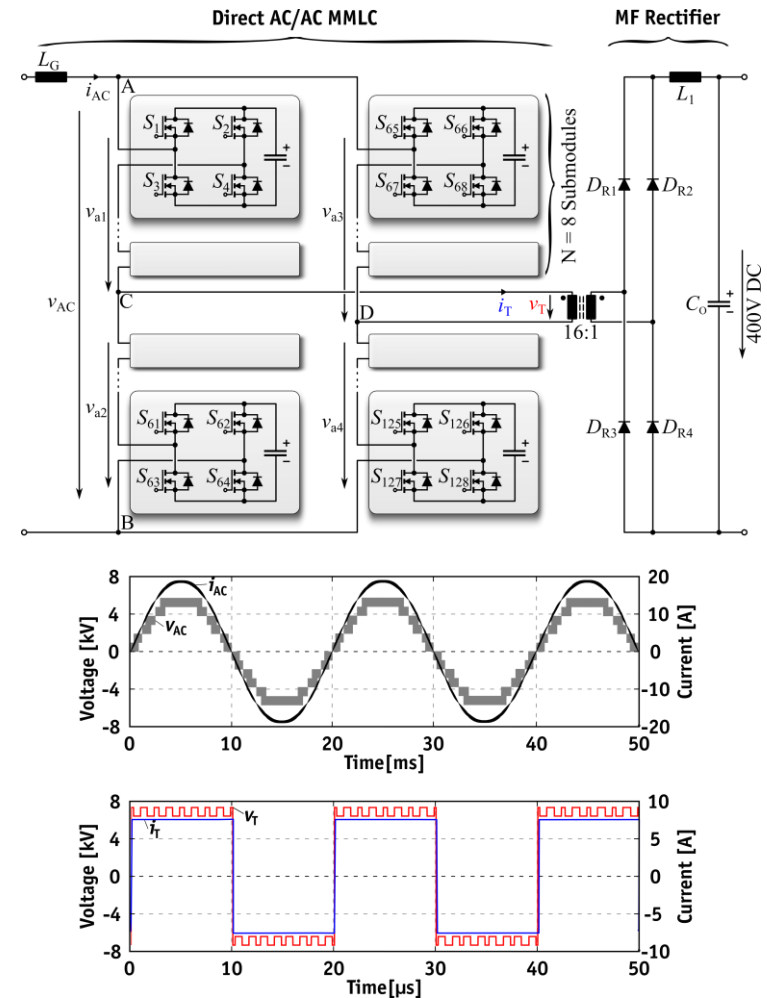 Direct AC/AC MMLC
MF Rectifier
L_G
i_AC
A
L_1
S_1
S_2
S_3
S_4
+
−
v_a1
S_65
S_66
S_67
S_68
+
−
v_a3
N = 8 Submodules
D_R1
D_R2
v_AC
C
D
i_T
v_T
16:1
C_o
+
−
400V DC
v_a2
S_61
S_62
S_63
S_64
+
−
v_a4
S_125
S_126
S_127
S_128
+
−
D_R3
D_R4
B
8
4
0
-4
-8
Voltage [kV]
i_AC
v_AC
20
10
0
-10
-20
Current [A]
0 10 20 30 40 50
Time[ms]
8
4
0
-4
-8
Voltage [kV]
v_T
i_T
10
5
0
-5
-10
Current [A]
0 10 20 30 40 50
Time[µs]